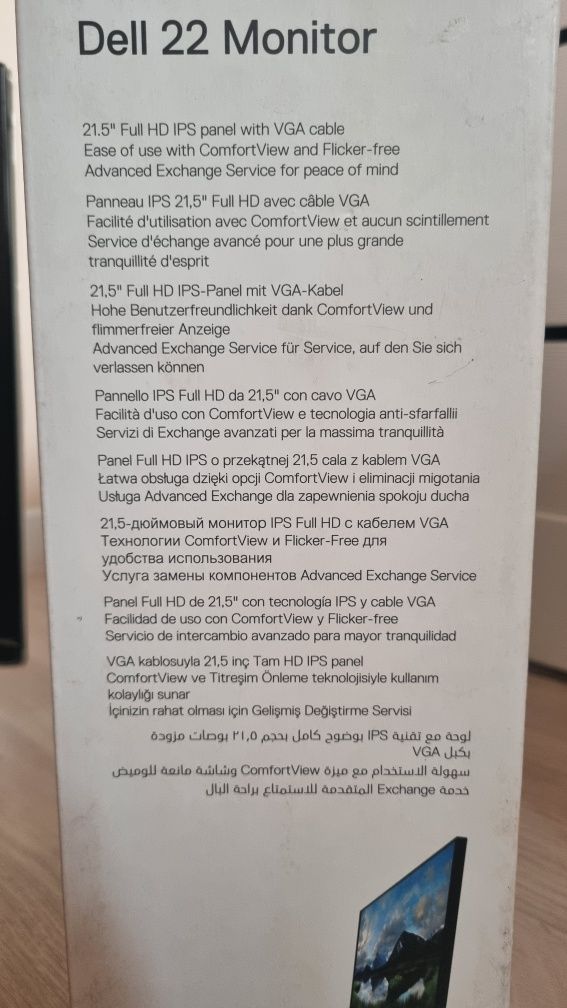 Dell 22 Monitor
21.5" Full HD IPS panel with VGA cable
Ease of use with ComfortView and Flicker-free
Advanced Exchange Service for peace of mind
Panneau IPS 21,5" Full HD avec câble VGA
Facilité d'utilisation avec ComfortView et aucun scintillement
Service d'échange avancé pour une plus grande
tranquillité d'esprit
21,5" Full HD IPS-Panel mit VGA-Kabel
Hohe Benutzerfreundlichkeit dank ComfortView und
flimmerfreier Anzeige
Advanced Exchange Service für Service, auf den Sie sich
verlassen können
Pannello IPS Full HD da 21,5" con cavo VGA
Facilità d'uso con ComfortView e tecnologia anti-sfarfallii
Servizi di Exchange avanzati per la massima tranquillità
Panel Full HD IPS o przekątnej 21,5 cala z kablem VGA
Łatwa obsługa dzięki opcji ComfortView i eliminacji migotania
Usługa Advanced Exchange dla zapewnienia spokoju ducha
21,5-дюймовый монитор IPS Full HD с кабелем VGA
Технологии ComfortView и Flicker-Free для
удобства использования
Услуга замены компонентов Advanced Exchange Service
Panel Full HD de 21,5" con tecnología IPS y cable VGA
Facilidad de uso con ComfortView y Flicker-free
Servicio de intercambio avanzado para mayor tranquilidad
VGA kablosuyla 21,5 inç Tam HD IPS panel
ComfortView ve Titreşim Önleme teknolojisiyle kullanım
kolaylığı sunar
İçinizin rahat olması için Gelişmiş Değiştirme Servisi
لوحة مع تقنية IPS بوضوح كامل بحجم ٢١,٥ بوصات مزودة
بكبل VGA
سهولة الاستخدام مع ميزة ComfortView وشاشة مانعة للوميض
خدمة Exchange المتقدمة للاستمتاع براحة البال